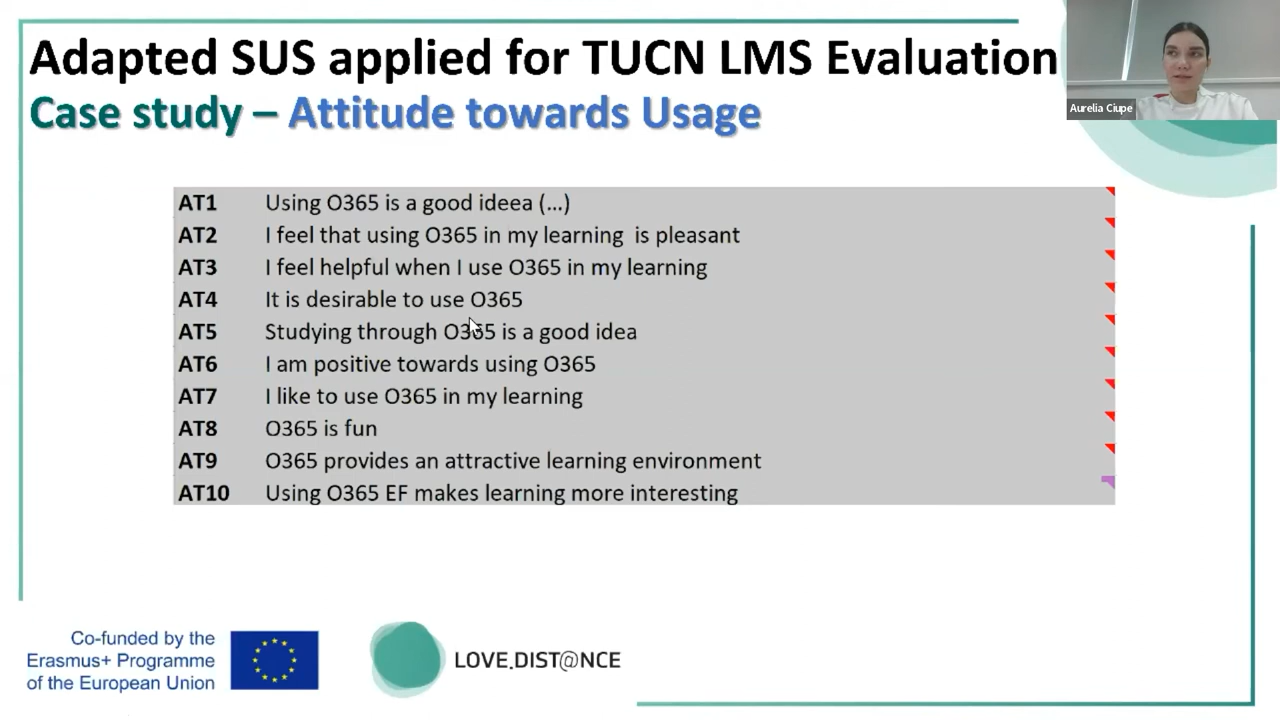 Adapted SUS applied for TUCN LMS Evaluation
Case study – Attitude towards Usage
Aurelia Ciupe
AT1 Using O365 is a good ideea (...)
AT2 I feel that using O365 in my learning  is pleasant
AT3 I feel helpful when I use O365 in my learning
AT4 It is desirable to use O365
AT5 Studying through O365 is a good idea
AT6 I am positive towards using O365
AT7 I like to use O365 in my learning
AT8 O365 is fun
AT9 O365 provides an attractive learning environment
AT10 Using O365 EF makes learning more interesting
Co-funded by the
Erasmus+ Programme
of the European Union
LOVE.DIST@NCE